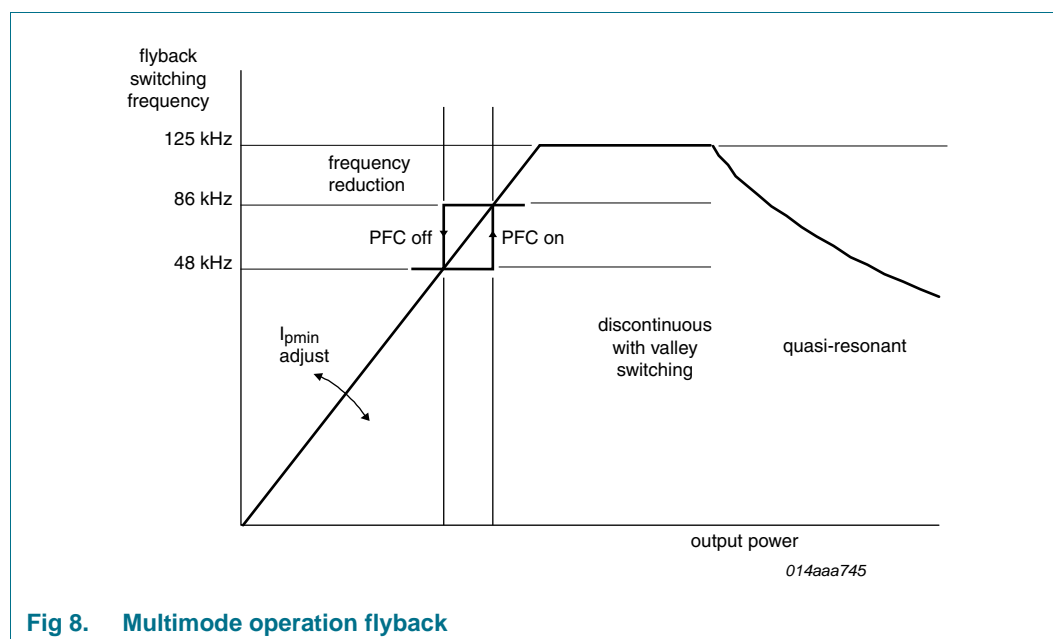 flyback
switching
frequency
125 kHz
frequency
reduction
86 kHz
PFC off
PFC on
48 kHz
Ipmin
adjust
discontinuous
with valley
switching
quasi-resonant
output power
014aaa745
Fig 8. Multimode operation flyback